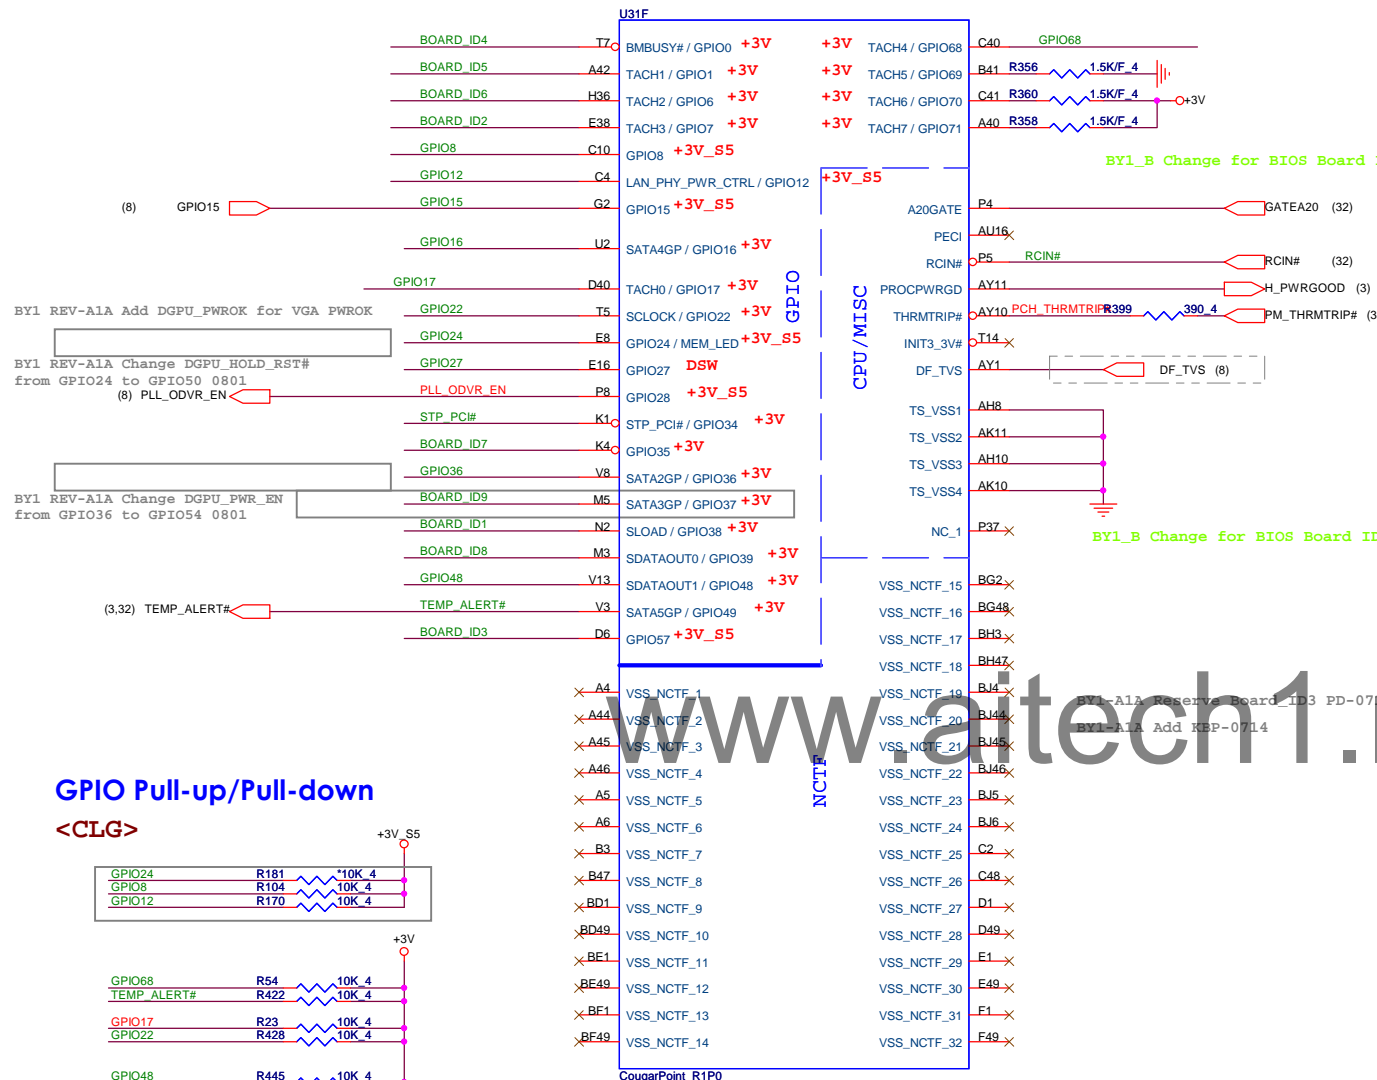 U31F
BOARD_ID4 T7 BMBUSY# / GPIO0 +3V +3V TACH4 / GPIO68 C40 GPIO68
BOARD_ID5 A42 TACH1 / GPIO1 +3V +3V TACH5 / GPIO69 B41 R356 1.5K/F_4
BOARD_ID6 H36 TACH2 / GPIO6 +3V +3V TACH6 / GPIO70 C41 R360 1.5K/F_4 +3V
BOARD_ID2 E38 TACH3 / GPIO7 +3V +3V TACH7 / GPIO71 A40 R358 1.5K/F_4
GPIO8 C10 GPIO8 +3V_S5
BY1_B Change for BIOS Board
GPIO12 C4 LAN_PHY_PWR_CTRL / GPIO12 +3V_S5
(8) GPIO15 GPIO15 G2 GPIO15 +3V_S5 A20GATE P4 GATEA20 (32)
PECI AU16
GPIO16 U2 SATA4GP / GPIO16 +3V
RCIN# P5 RCIN# RCIN# (32)
GPIO17 D40 TACH0 / GPIO17 +3V GPIO CPU/MISC PROCPWRGD AY11 H_PWRGOOD (3)
BY1 REV-A1A Add DGPU_PWROK for VGA PWROK
GPIO22 T5 SCLOCK / GPIO22 +3V THRMTRIP# AY10 PCH_THRMTRIP# R399 390_4 PM_THRMTRIP# (3
GPIO24 E8 GPIO24 / MEM_LED +3V_S5 INIT3_3V# T14
BY1 REV-A1A Change DGPU_HOLD_RST#
from GPIO24 to GPIO50 0801
GPIO27 E16 GPIO27 DSW DF_TVS AY1 DF_TVS (8)
(8) PLL_ODVR_EN PLL_ODVR_EN P8 GPIO28 +3V_S5
STP_PCI# K1 STP_PCI# / GPIO34 +3V TS_VSS1 AH8
BOARD_ID7 K4 GPIO35 +3V TS_VSS2 AK11
GPIO36 V8 SATA2GP / GPIO36 +3V TS_VSS3 AH10
BY1 REV-A1A Change DGPU_PWR_EN
from GPIO36 to GPIO54 0801
BOARD_ID9 M5 SATA3GP / GPIO37 +3V TS_VSS4 AK10
BOARD_ID1 N2 SLOAD / GPIO38 +3V NC_1 P37
BY1_B Change for BIOS Board ID
BOARD_ID8 M3 SDATAOUT0 / GPIO39 +3V
GPIO48 V13 SDATAOUT1 / GPIO48 +3V VSS_NCTF_15 BG2
(3,32) TEMP_ALERT# TEMP_ALERT# V3 SATA5GP / GPIO49 +3V VSS_NCTF_16 BG48
BOARD_ID3 D6 GPIO57 +3V_S5 VSS_NCTF_17 BH3
VSS_NCTF_18 BH47
A4 VSS_NCTF_1 VSS_NCTF_19 BJ4
BY1-A1A Reserve Board_ID3 PD-07
www.aitech1.
A44 VSS_NCTF_2 VSS_NCTF_20 BJ44
BY1-A1A Add KBP-0714
A45 VSS_NCTF_3 VSS_NCTF_21 BJ45
A46 VSS_NCTF_4 NCTF VSS_NCTF_22 BJ46
A5 VSS_NCTF_5 VSS_NCTF_23 BJ5
A6 VSS_NCTF_6 VSS_NCTF_24 BJ6
B3 VSS_NCTF_7 VSS_NCTF_25 C2
B47 VSS_NCTF_8 VSS_NCTF_26 C48
BD1 VSS_NCTF_9 VSS_NCTF_27 D1
BD49 VSS_NCTF_10 VSS_NCTF_28 D49
BE1 VSS_NCTF_11 VSS_NCTF_29 E1
BE49 VSS_NCTF_12 VSS_NCTF_30 E49
BF1 VSS_NCTF_13 VSS_NCTF_31 F1
BF49 VSS_NCTF_14 VSS_NCTF_32 F49
CougarPoint_R1P0
GPIO Pull-up/Pull-down
<CLG>
+3V_S5
GPIO24 R181 *10K_4
GPIO8 R104 10K_4
GPIO12 R170 10K_4
+3V
GPIO68 R54 10K_4
TEMP_ALERT# R422 10K_4
GPIO17 R23 10K_4
GPIO22 R428 10K_4
GPIO48 R445 10K_4